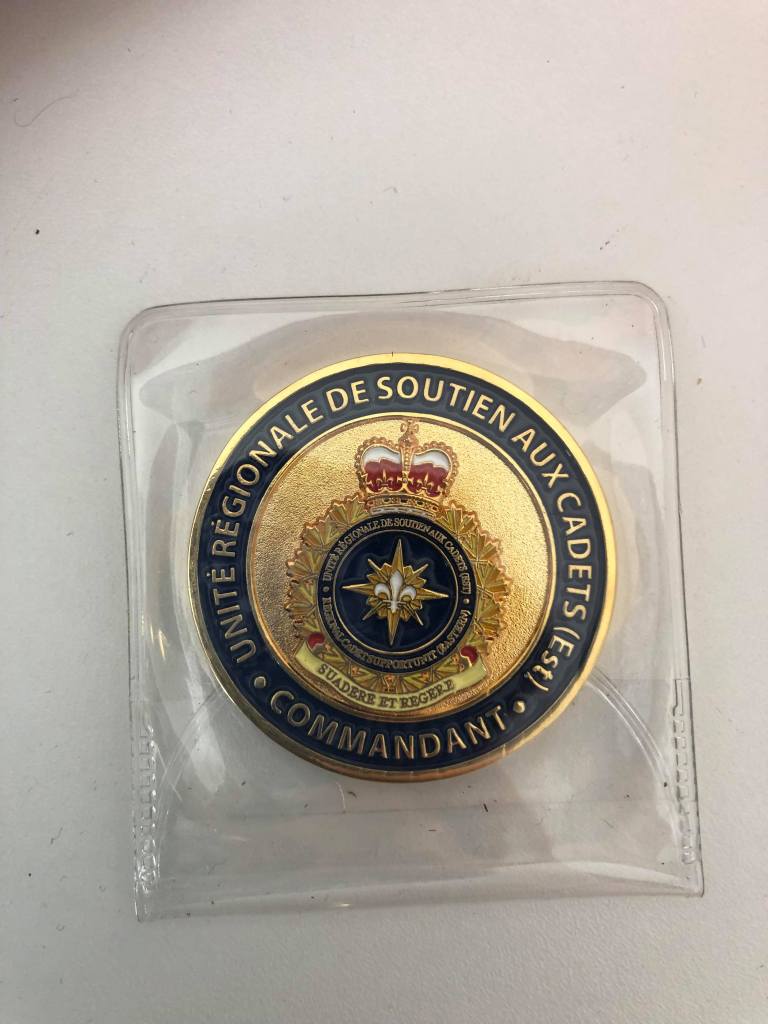 UNITÉ RÉGIONALE DE SOUTIEN AUX CADETS (Est)
• COMMANDANT •
UNITÉ RÉGIONALE DE SOUTIEN AUX CADETS (EST)
• REGIONAL CADET SUPPORT UNIT (EASTERN) •
SUADERE ET REGERE